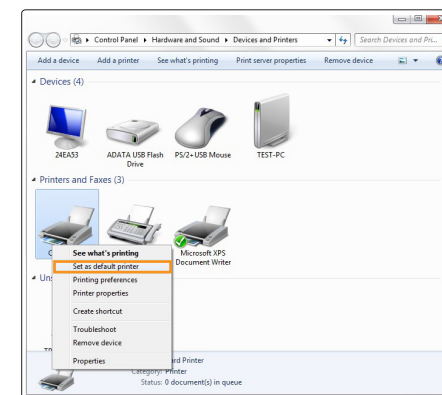 Control Panel ▸ Hardware and Sound ▸ Devices and Printers
Search Devices and Pri...
Add a device Add a printer See what's printing Print server properties Remove device
Devices (4)
24EA53
ADATA USB Flash
Drive
PS/2+USB Mouse
TEST-PC
Printers and Faxes (3)
Microsoft XPS
Document Writer
See what's printing
Set as default printer
Printing preferences
Printer properties
Create shortcut
Troubleshoot
Remove device
Properties
Printer
Category: Printer
Status: 0 document(s) in queue